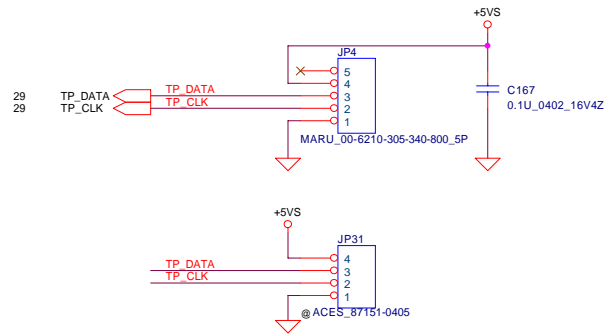 +5VS
JP4
5
4
29 TP_DATA TP_DATA 3
29 TP_CLK TP_CLK 2
1
MARU_00-6210-305-340-800_5P
C167
0.1U_0402_16V4Z
+5VS
JP31
4
TP_DATA 3
TP_CLK 2
1
@ ACES_87151-0405